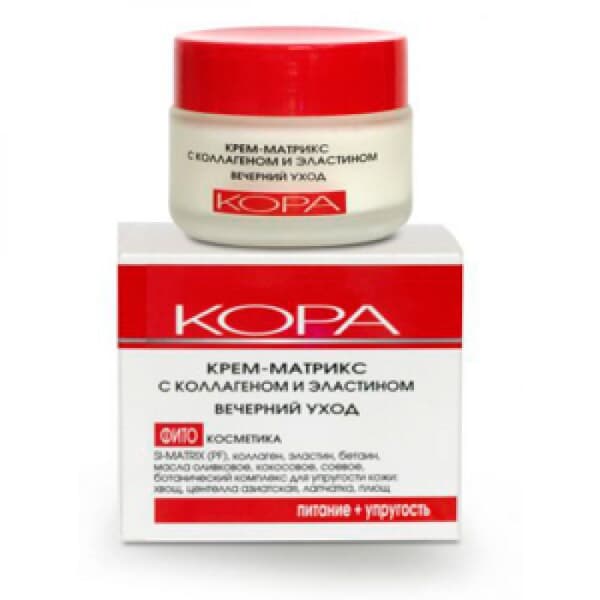 КРЕМ-МАТРИКС
С КОЛЛАГЕНОМ И ЭЛАСТИНОМ
ВЕЧЕРНИЙ УХОД
КОРА
КОРА
КРЕМ-МАТРИКС
С КОЛЛАГЕНОМ И ЭЛАСТИНОМ
ВЕЧЕРНИЙ УХОД
ФИТО КОСМЕТИКА
SI-MATRIX (PF), коллаген, эластин, бетаин,
масла оливковое, кокосовое, соевое,
ботанический комплекс для упругости кожи:
хвощ, центелла азиатская, лапчатка, плющ
питание + упругость